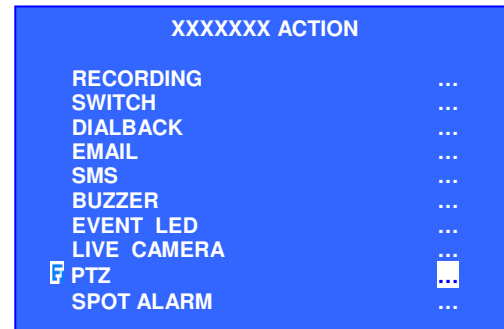 XXXXXXX ACTION
RECORDING ...
SWITCH ...
DIALBACK ...
EMAIL ...
SMS ...
BUZZER ...
EVENT LED ...
LIVE CAMERA ...
F PTZ ...
SPOT ALARM ...